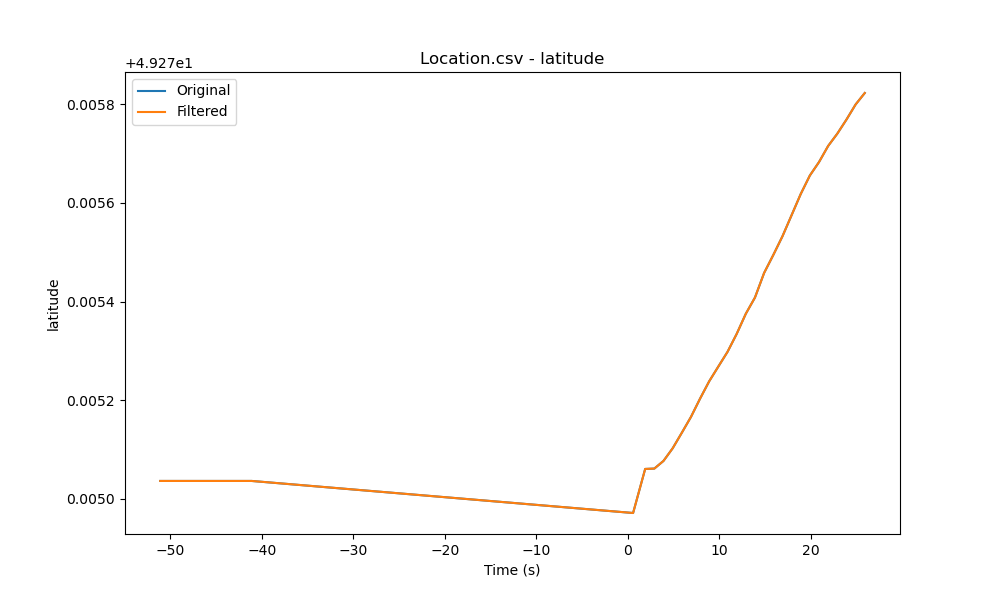 Location.csv - latitude
+4.927e1
Original
Filtered
0.0058
0.0056
0.0054
0.0052
0.0050
latitude
−50 −40 −30 −20 −10 0 10 20
Time (s)